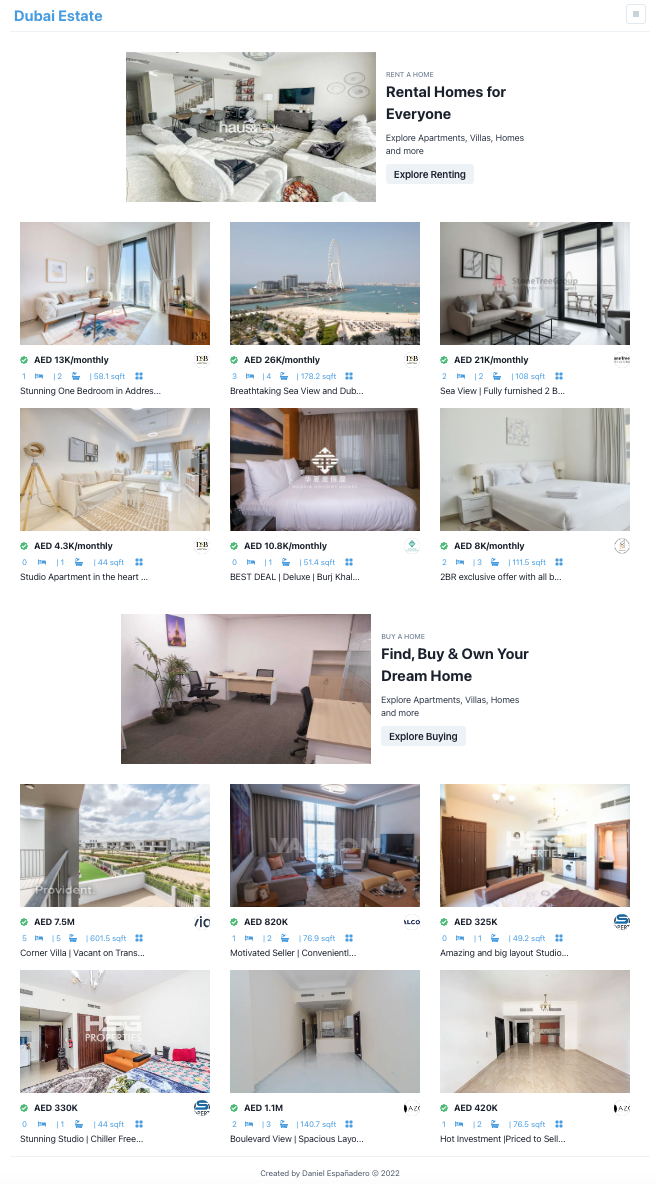 Dubai Estate
RENT A HOME
Rental Homes for
Everyone
Explore Apartments, Villas, Homes
and more
Explore Renting
AED 13K/monthly
1 | 2 | 58.1 sqft
Stunning One Bedroom in Addres...
AED 26K/monthly
3 | 4 | 178.2 sqft
Breathtaking Sea View and Dub...
StoneTreeGroup
AED 21K/monthly
2 | 2 | 108 sqft
Sea View | Fully furnished 2 B...
AED 4.3K/monthly
0 | 1 | 44 sqft
Studio Apartment in the heart ...
AED 10.8K/monthly
0 | 1 | 51.4 sqft
BEST DEAL | Deluxe | Burj Khal...
AED 8K/monthly
2 | 3 | 111.5 sqft
2BR exclusive offer with all b...
BUY A HOME
Find, Buy & Own Your
Dream Home
Explore Apartments, Villas, Homes
and more
Explore Buying
Provident
AED 7.5M
5 | 5 | 601.5 sqft
Corner Villa | Vacant on Trans...
AED 820K
1 | 2 | 76.9 sqft
Motivated Seller | Convenientl...
AED 325K
0 | 1 | 49.2 sqft
Amazing and big layout Studio...
HSG
PROPERTIES
AED 330K
0 | 1 | 44 sqft
Stunning Studio | Chiller Free...
AED 1.1M
2 | 3 | 140.7 sqft
Boulevard View | Spacious Layo...
AED 420K
1 | 2 | 76.5 sqft
Hot Investment |Priced to Sell...
Created by Daniel Españadero © 2022